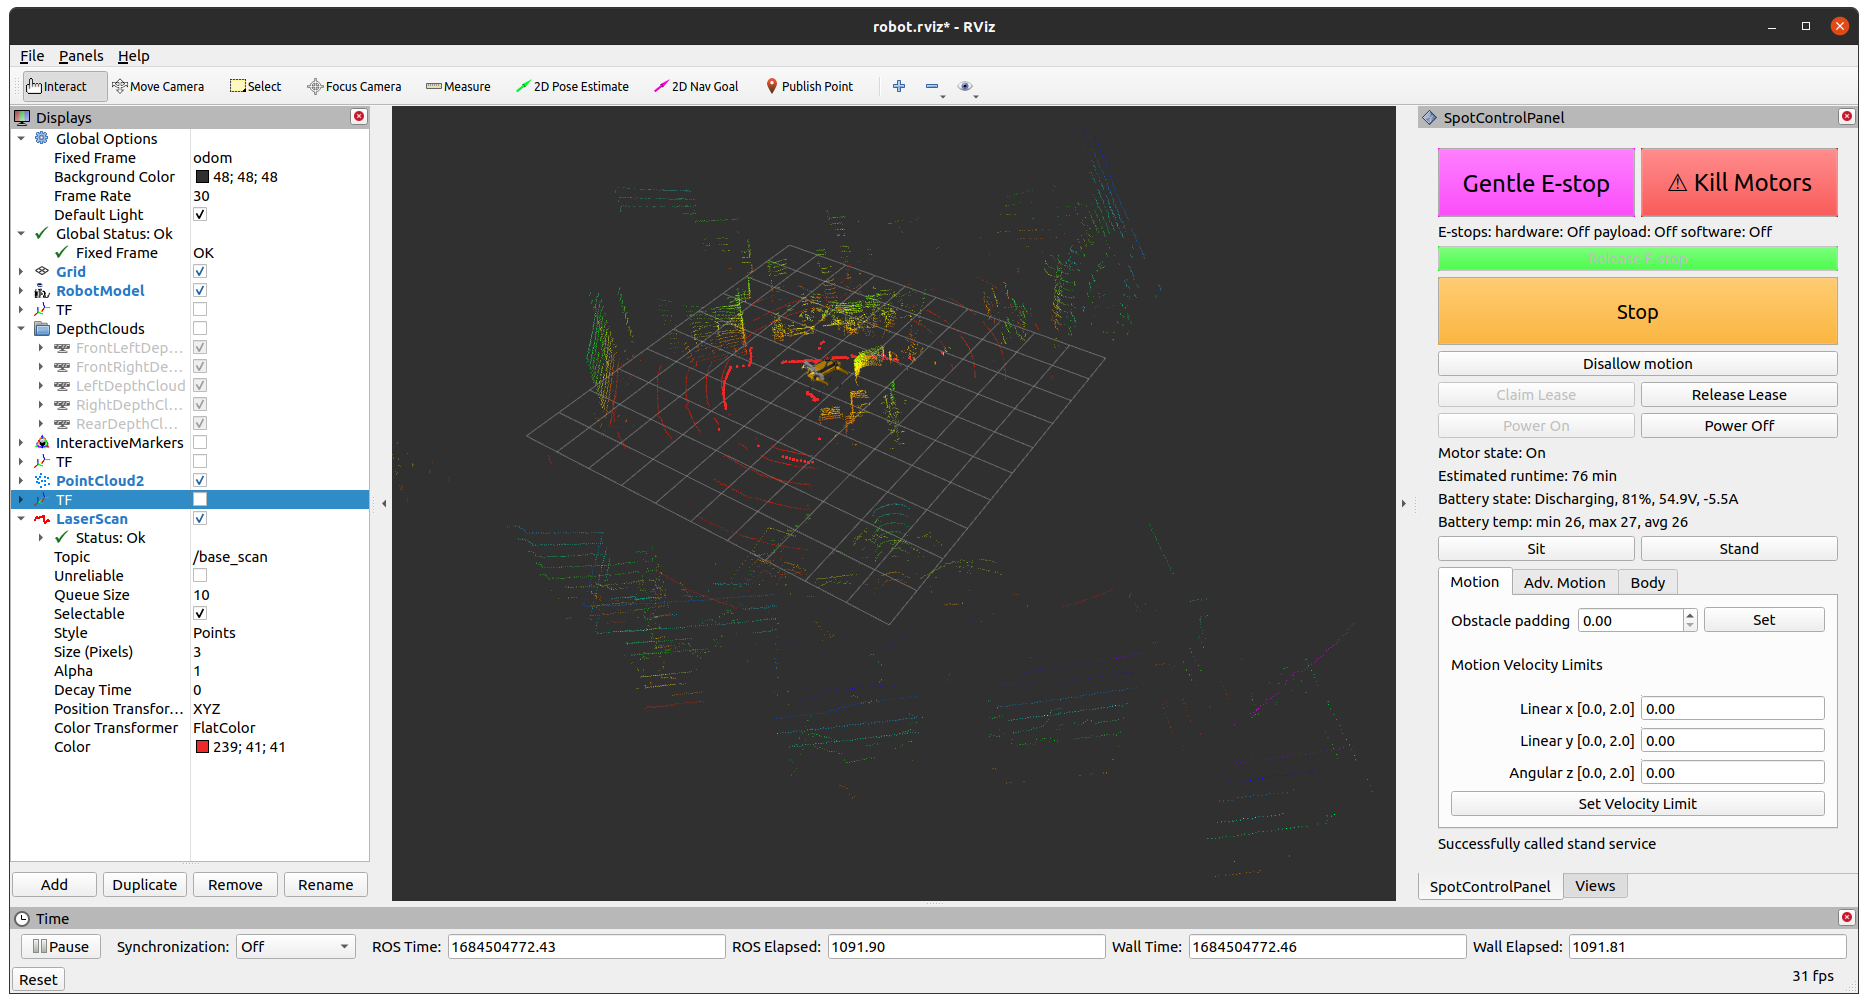 robot.rviz* - RViz
File Panels Help
Interact Move Camera Select Focus Camera Measure 2D Pose Estimate 2D Nav Goal Publish Point
Displays
Global Options
Fixed Frame odom
Background Color 48; 48; 48
Frame Rate 30
Default Light
Global Status: Ok
Fixed Frame OK
Grid
RobotModel
TF
DepthClouds
FrontLeftDep...
FrontRightDe...
LeftDepthCloud
RightDepthCl...
RearDepthCl...
InteractiveMarkers
TF
PointCloud2
TF
LaserScan
Status: Ok
Topic /base_scan
Unreliable
Queue Size 10
Selectable
Style Points
Size (Pixels) 3
Alpha 1
Decay Time 0
Position Transfor... XYZ
Color Transformer FlatColor
Color 239; 41; 41
Add Duplicate Remove Rename
SpotControlPanel
Gentle E-stop ⚠ Kill Motors
E-stops: hardware: Off payload: Off software: Off
Release E-stop
Stop
Disallow motion
Claim Lease Release Lease
Power On Power Off
Motor state: On
Estimated runtime: 76 min
Battery state: Discharging, 81%, 54.9V, -5.5A
Battery temp: min 26, max 27, avg 26
Sit Stand
Motion Adv. Motion Body
Obstacle padding 0.00 Set
Motion Velocity Limits
Linear x [0.0, 2.0] 0.00
Linear y [0.0, 2.0] 0.00
Angular z [0.0, 2.0] 0.00
Set Velocity Limit
Successfully called stand service
SpotControlPanel Views
Time
Pause Synchronization: Off ROS Time: 1684504772.43 ROS Elapsed: 1091.90 Wall Time: 1684504772.46 Wall Elapsed: 1091.81
Reset 31 fps